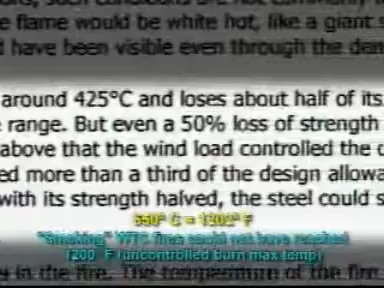 e flame would be white hot, like a giant s
have been visible even through the
around 425°C and loses about half of its
range. But even a 50% loss of strength
above that the wind load controlled the
ed more than a third of the design allowa
with its strength halved, the steel could s
650° C = 1202° F
"Smoking" WTC fires could not have reached
1200° F (uncontrolled burn max temp)
y in the fire. The temperature of the fire